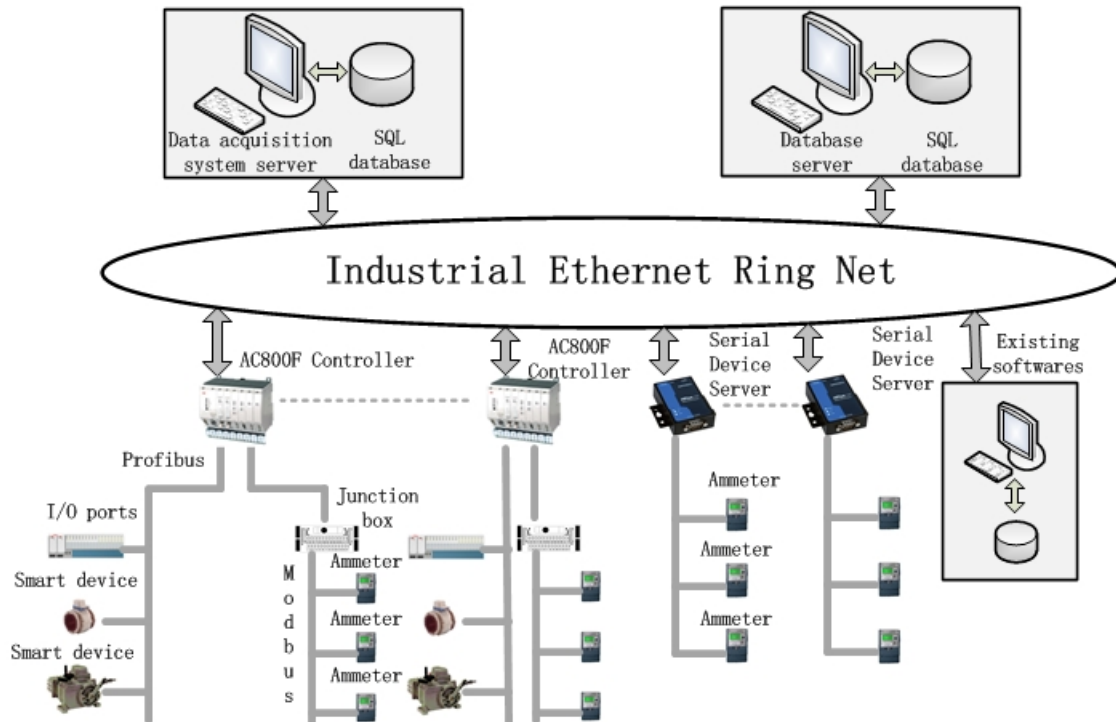 Data acquisition
system server
SQL
database
Database
server
SQL
database
Industrial Ethernet Ring Net
AC800F Controller
AC800F
Controller
Serial
Device
Server
Serial
Device
Server
Existing
softwares
Profibus
I/O ports
Junction
box
Smart device
Smart device
Modbus
Ammeter
Ammeter
Ammeter
Ammeter
Ammeter
Ammeter